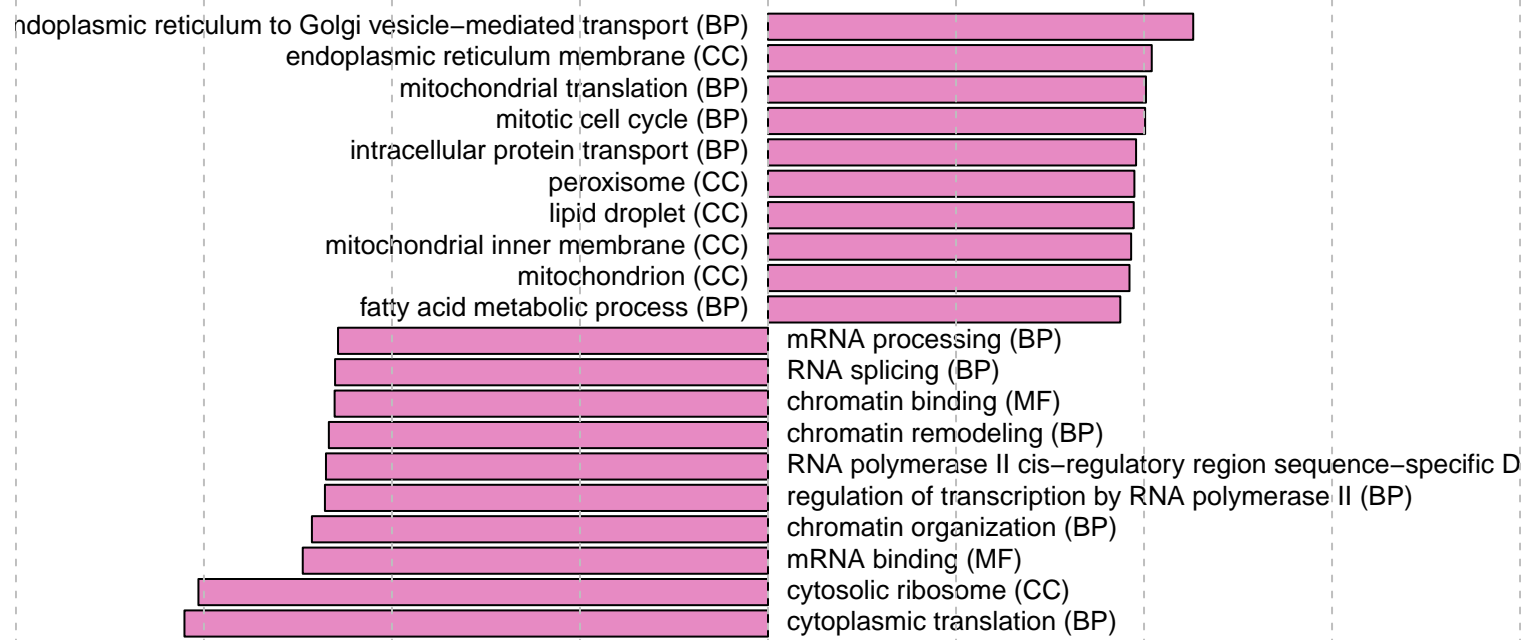 ndoplasmic reticulum to Golgi vesicle−mediated transport (BP)
endoplasmic reticulum membrane (CC)
mitochondrial translation (BP)
mitotic cell cycle (BP)
intracellular protein transport (BP)
peroxisome (CC)
lipid droplet (CC)
mitochondrial inner membrane (CC)
mitochondrion (CC)
fatty acid metabolic process (BP)
mRNA processing (BP)
RNA splicing (BP)
chromatin binding (MF)
chromatin remodeling (BP)
RNA polymerase II cis−regulatory region sequence−specific D
regulation of transcription by RNA polymerase II (BP)
chromatin organization (BP)
mRNA binding (MF)
cytosolic ribosome (CC)
cytoplasmic translation (BP)